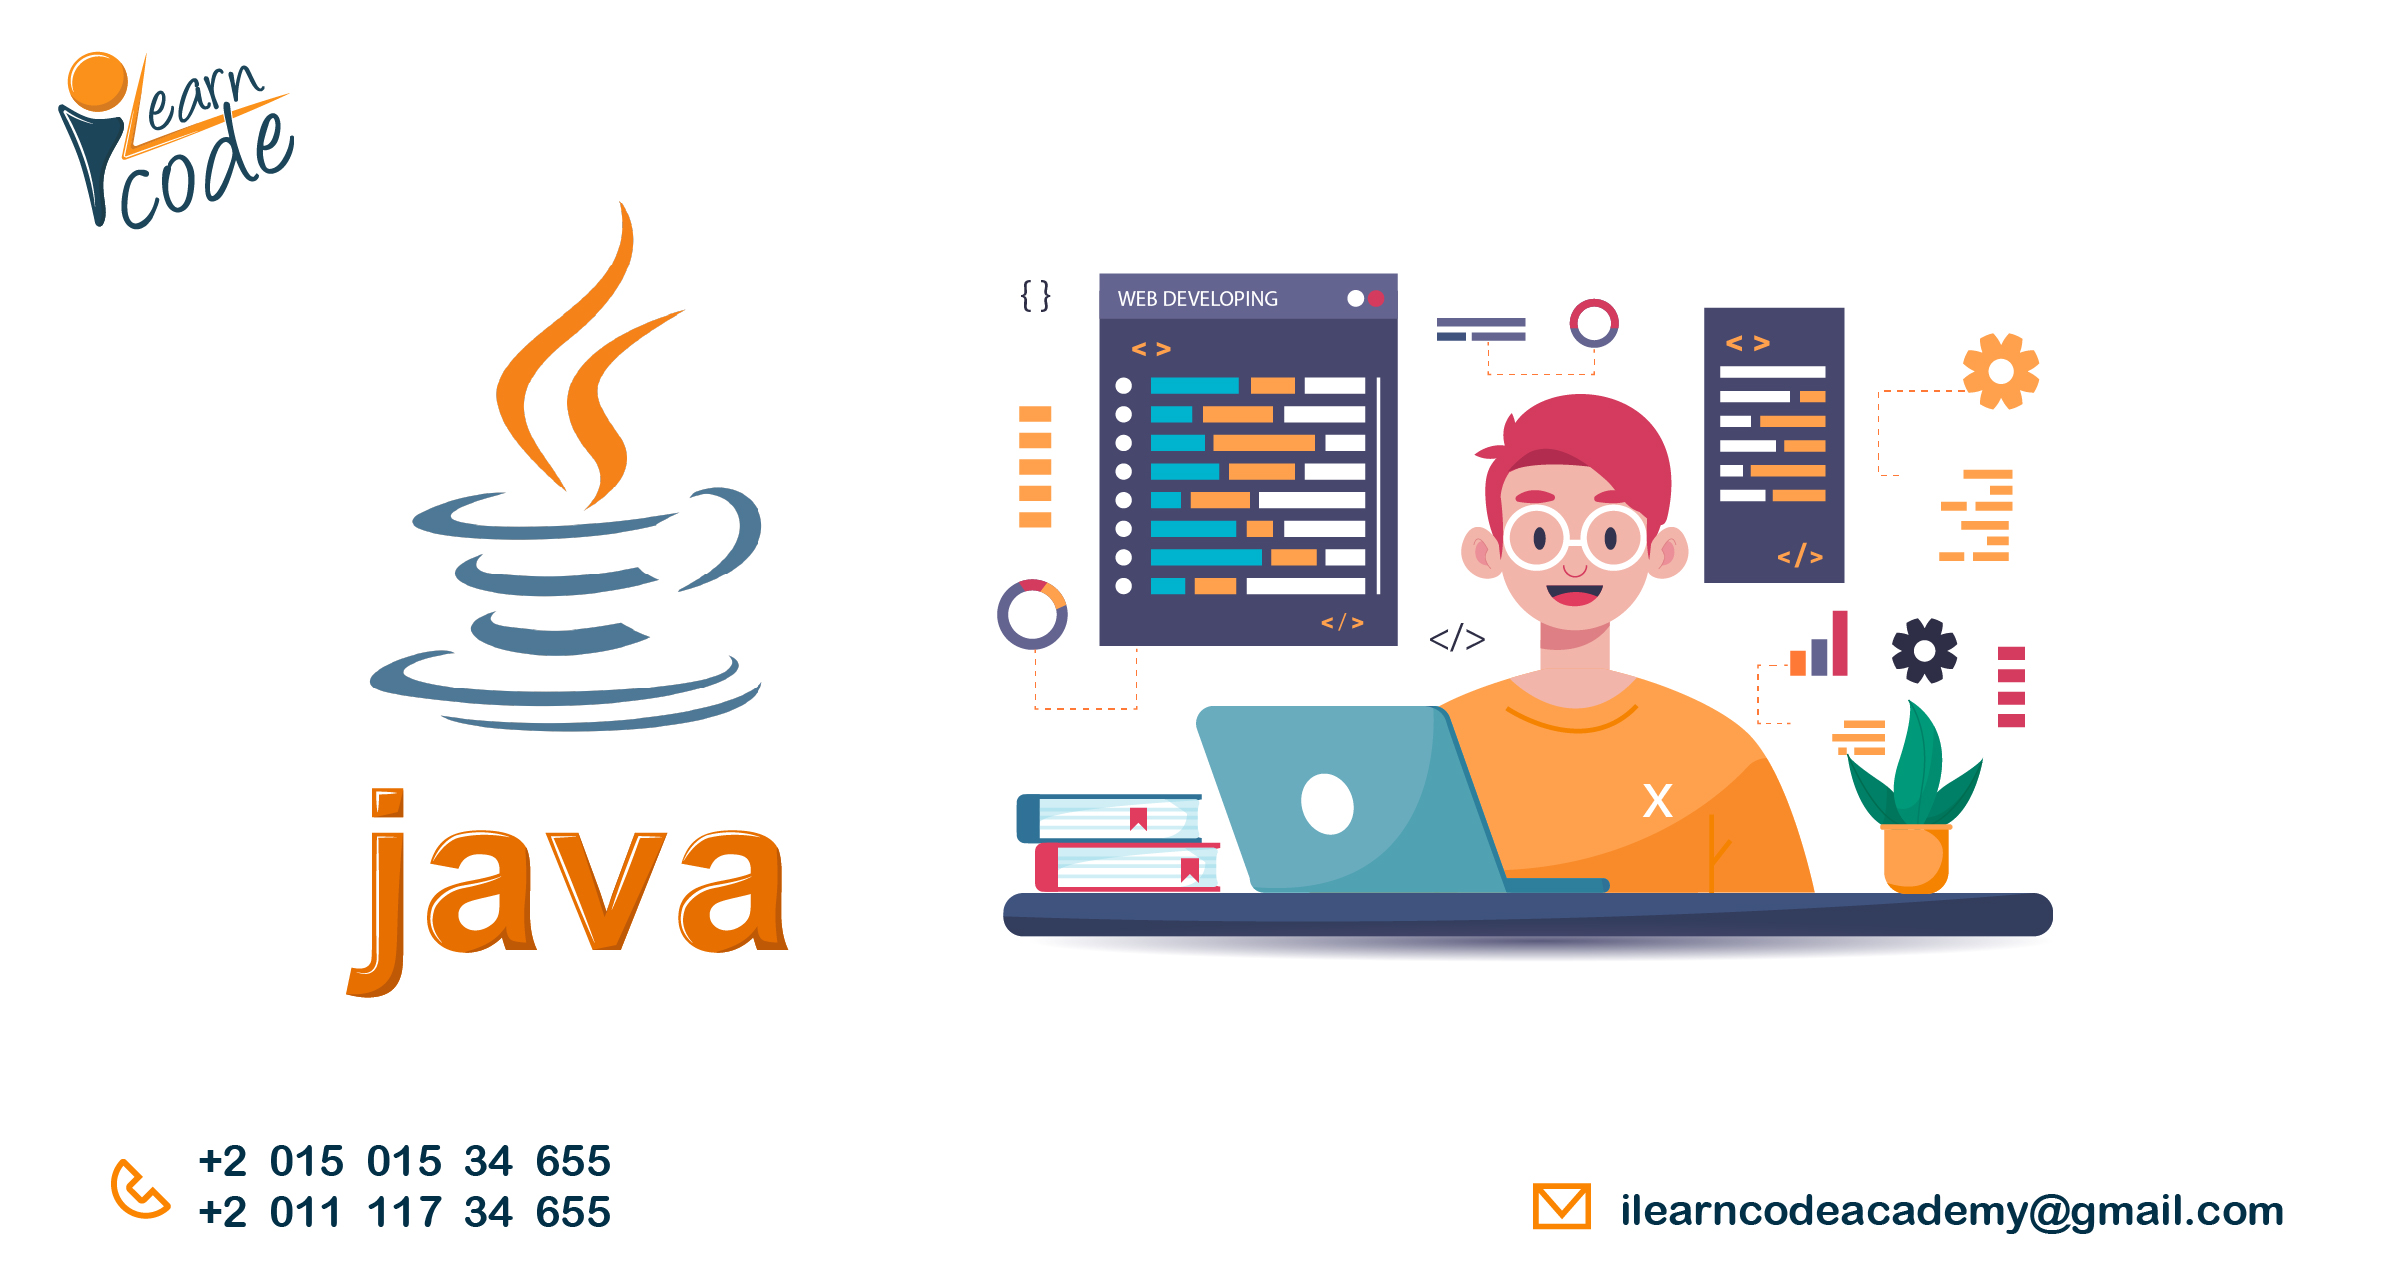 Learn
code
{ }
WEB DEVELOPING
< >
< >
</>
</>
</>
X
java
+2 015 015 34 655
+2 011 117 34 655
ilearncodeacademy@gmail.com